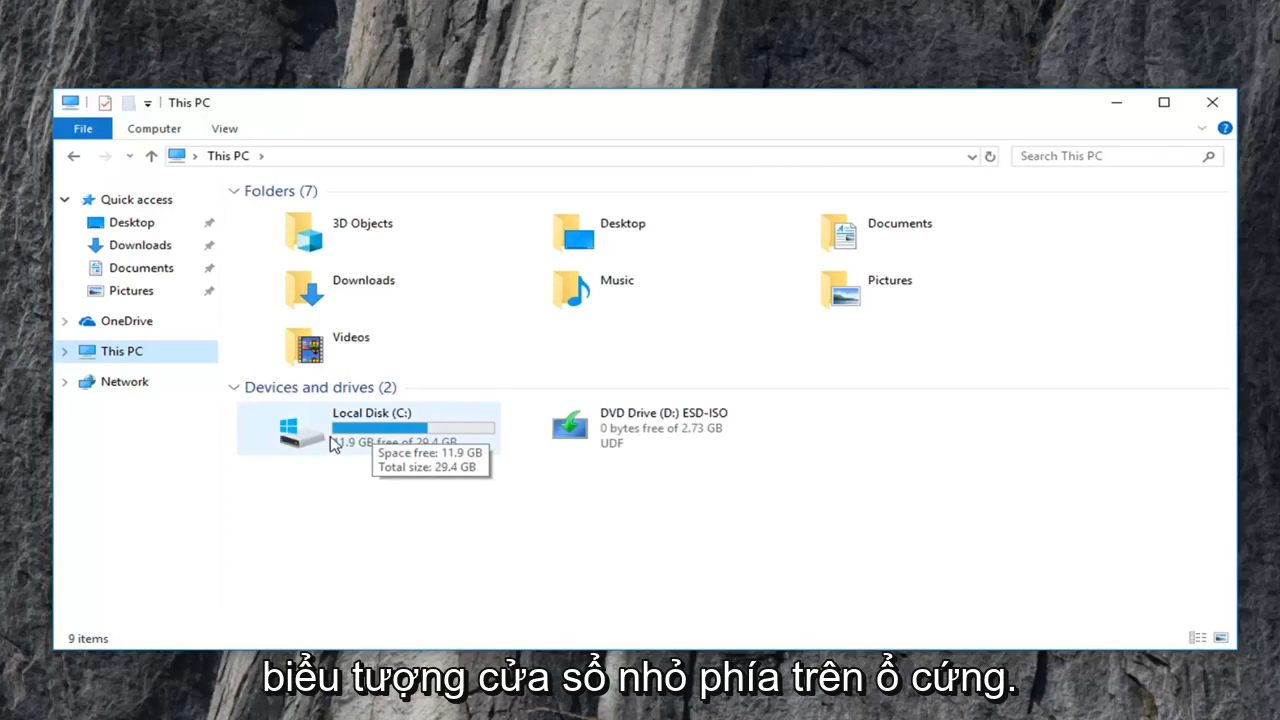 This PC
File
Computer
View
This PC
Search This PC
Quick access
Desktop
Downloads
Documents
Pictures
OneDrive
This PC
Network
Folders (7)
3D Objects
Desktop
Documents
Downloads
Music
Pictures
Videos
Devices and drives (2)
Local Disk (C:)
11.9 GB free of 29.4 GB
Space free: 11.9 GB
Total size: 29.4 GB
DVD Drive (D:) ESD-ISO
0 bytes free of 2.73 GB
UDF
9 items
biểu tượng cửa sổ nhỏ phía trên ổ cứng.